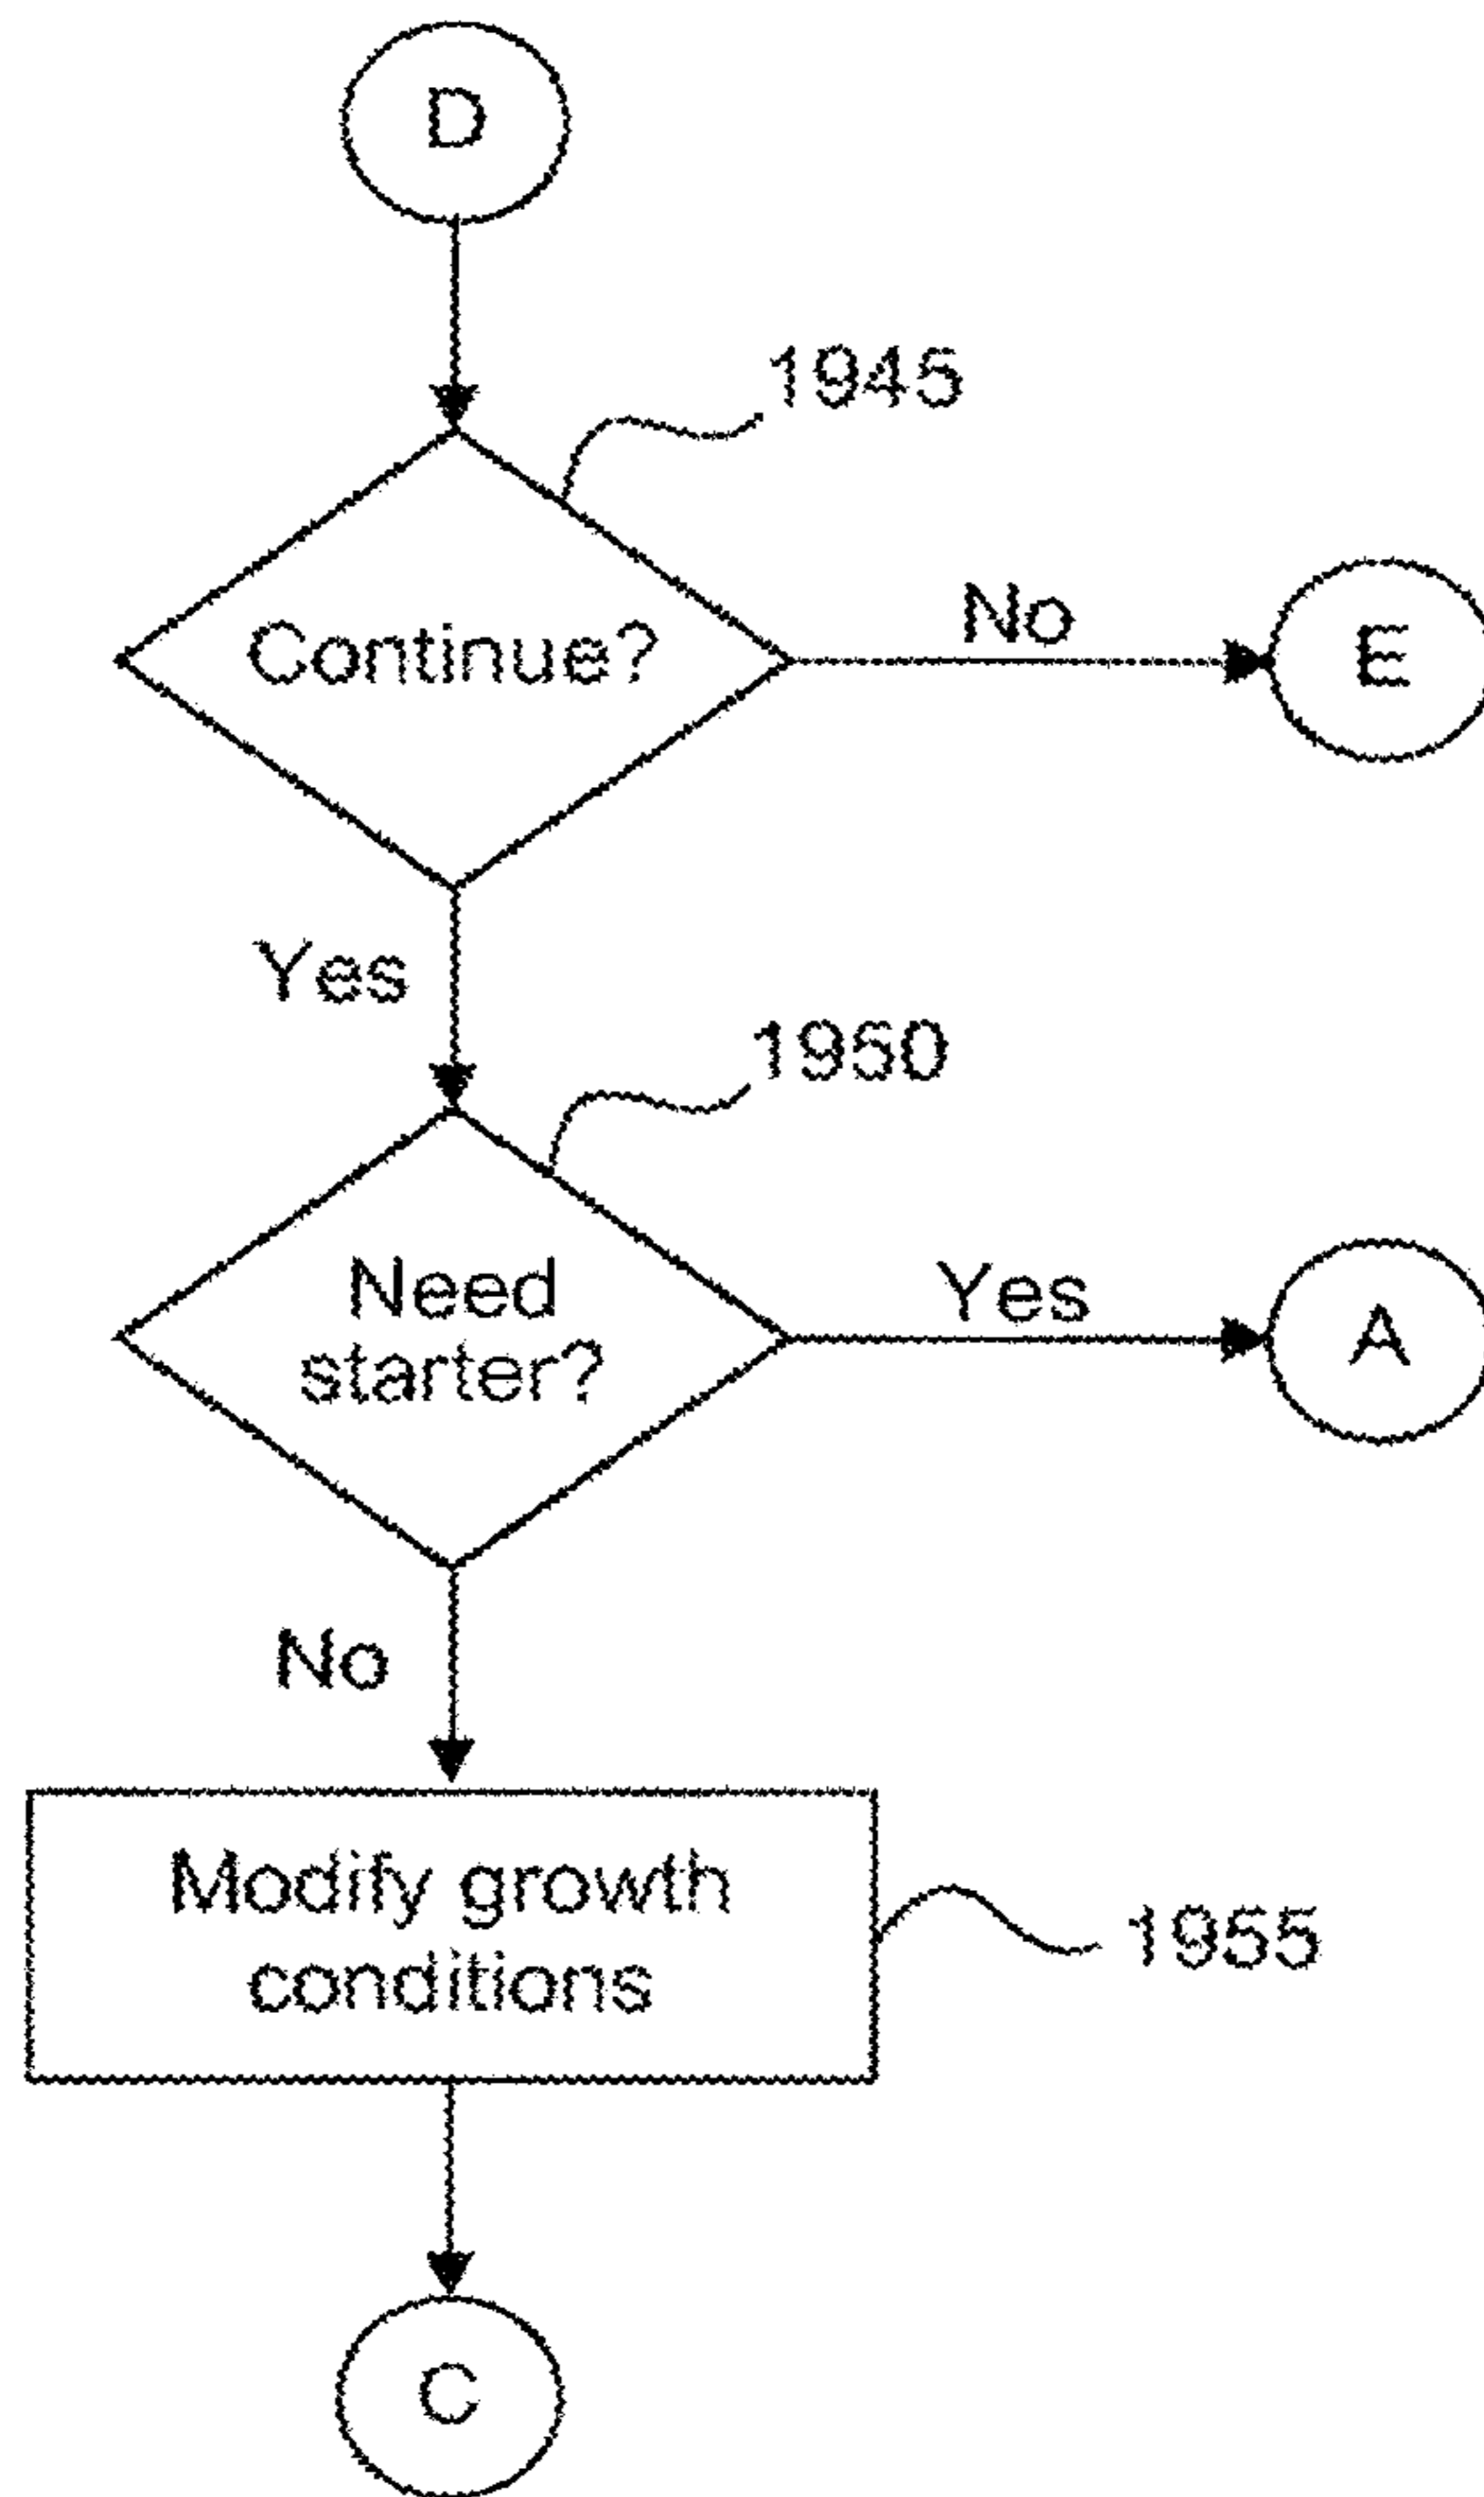 D
1945
Continue?
No
E
Yes
1950
Need
starter?
Yes
A
No
Modify growth
conditions
1955
C